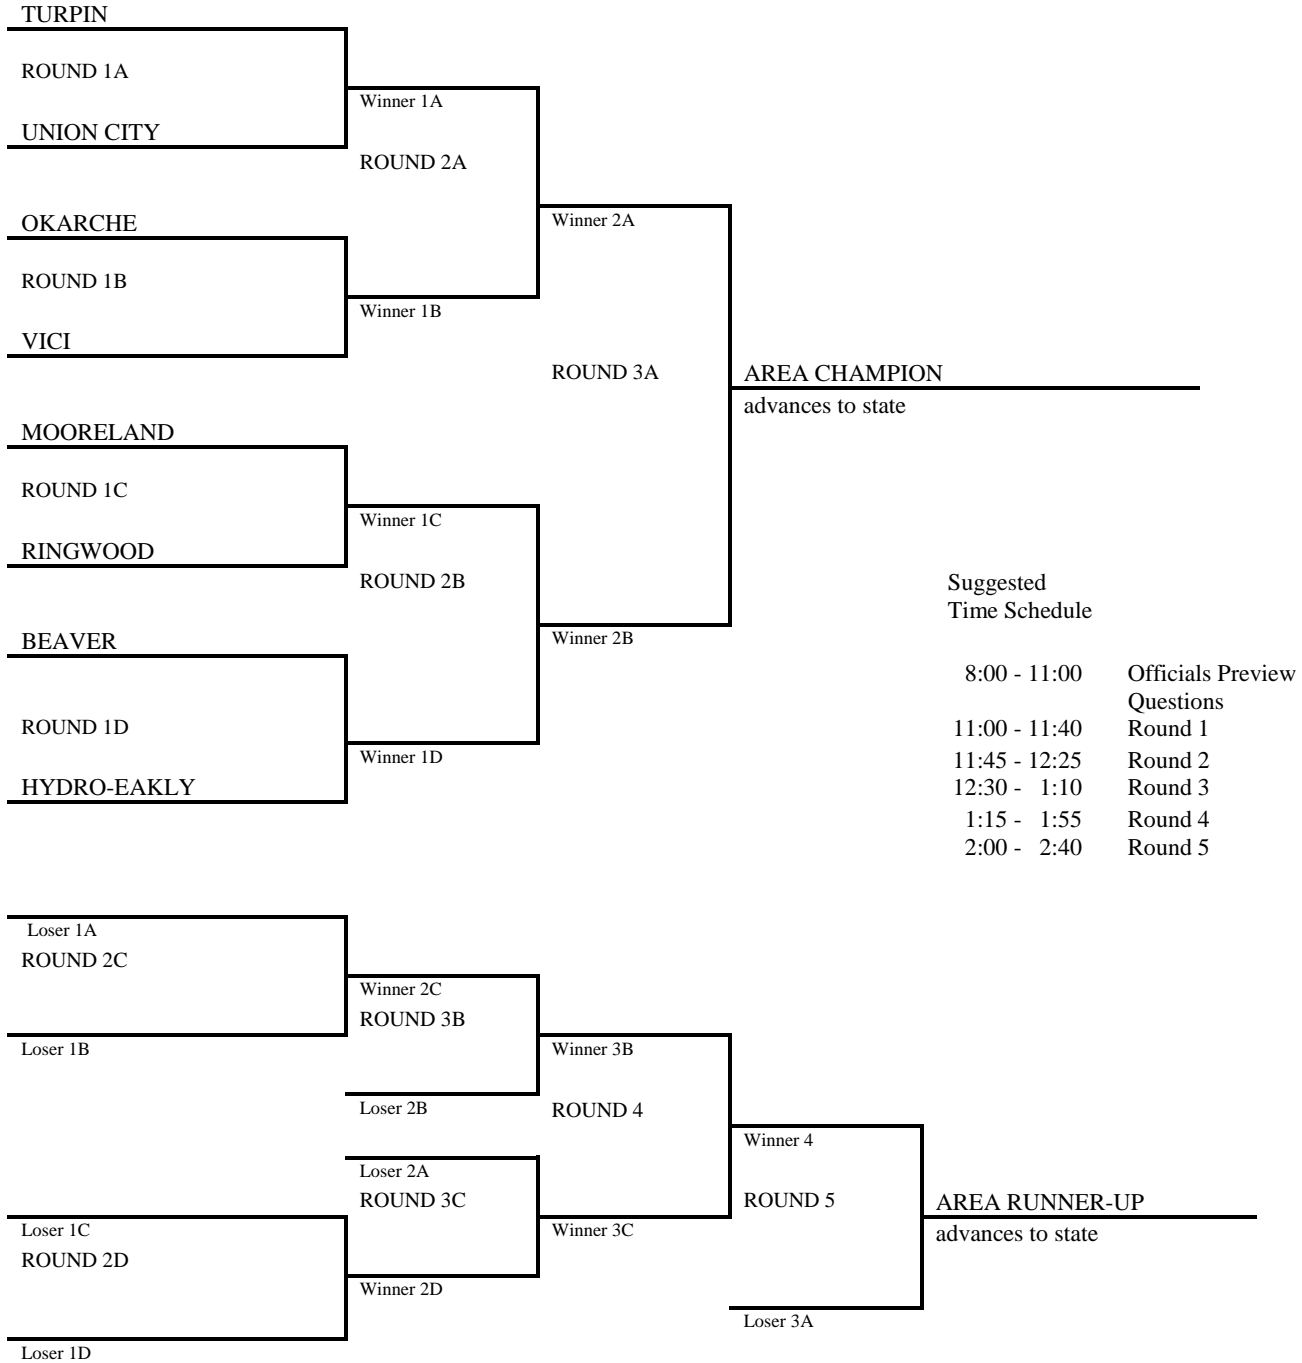 TURPIN
ROUND 1A
Winner 1A
UNION CITY
ROUND 2A
OKARCHE
Winner 2A
ROUND 1B
Winner 1B
VICI
ROUND 3A
AREA CHAMPION
advances to state
MOORELAND
ROUND 1C
Winner 1C
RINGWOOD
ROUND 2B
BEAVER
Winner 2B
ROUND 1D
Winner 1D
HYDRO-EAKLY
Suggested
Time Schedule
8:00 - 11:00 Officials Preview
Questions
11:00 - 11:40 Round 1
11:45 - 12:25 Round 2
12:30 - 1:10 Round 3
1:15 - 1:55 Round 4
2:00 - 2:40 Round 5
Loser 1A
ROUND 2C
Winner 2C
ROUND 3B
Loser 1B
Winner 3B
Loser 2B
ROUND 4
Winner 4
Loser 2A
ROUND 3C
ROUND 5
AREA RUNNER-UP
advances to state
Loser 1C
Winner 3C
ROUND 2D
Winner 2D
Loser 3A
Loser 1D